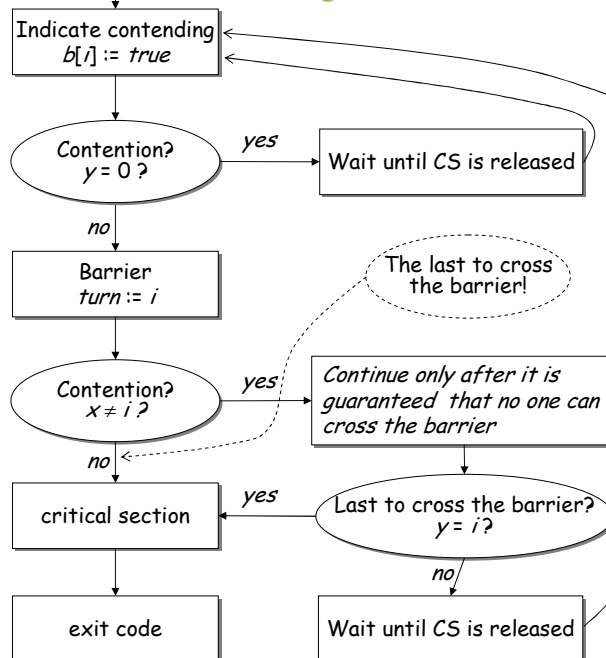 Indicate contending
b[i] := true
Contention?
y = 0 ?
yes
Wait until CS is released
no
Barrier
turn := i
The last to cross
the barrier!
Contention?
x ≠ i ?
yes
Continue only after it is
guaranteed that no one can
cross the barrier
no
critical section
yes
Last to cross the barrier?
y = i ?
no
exit code
Wait until CS is released